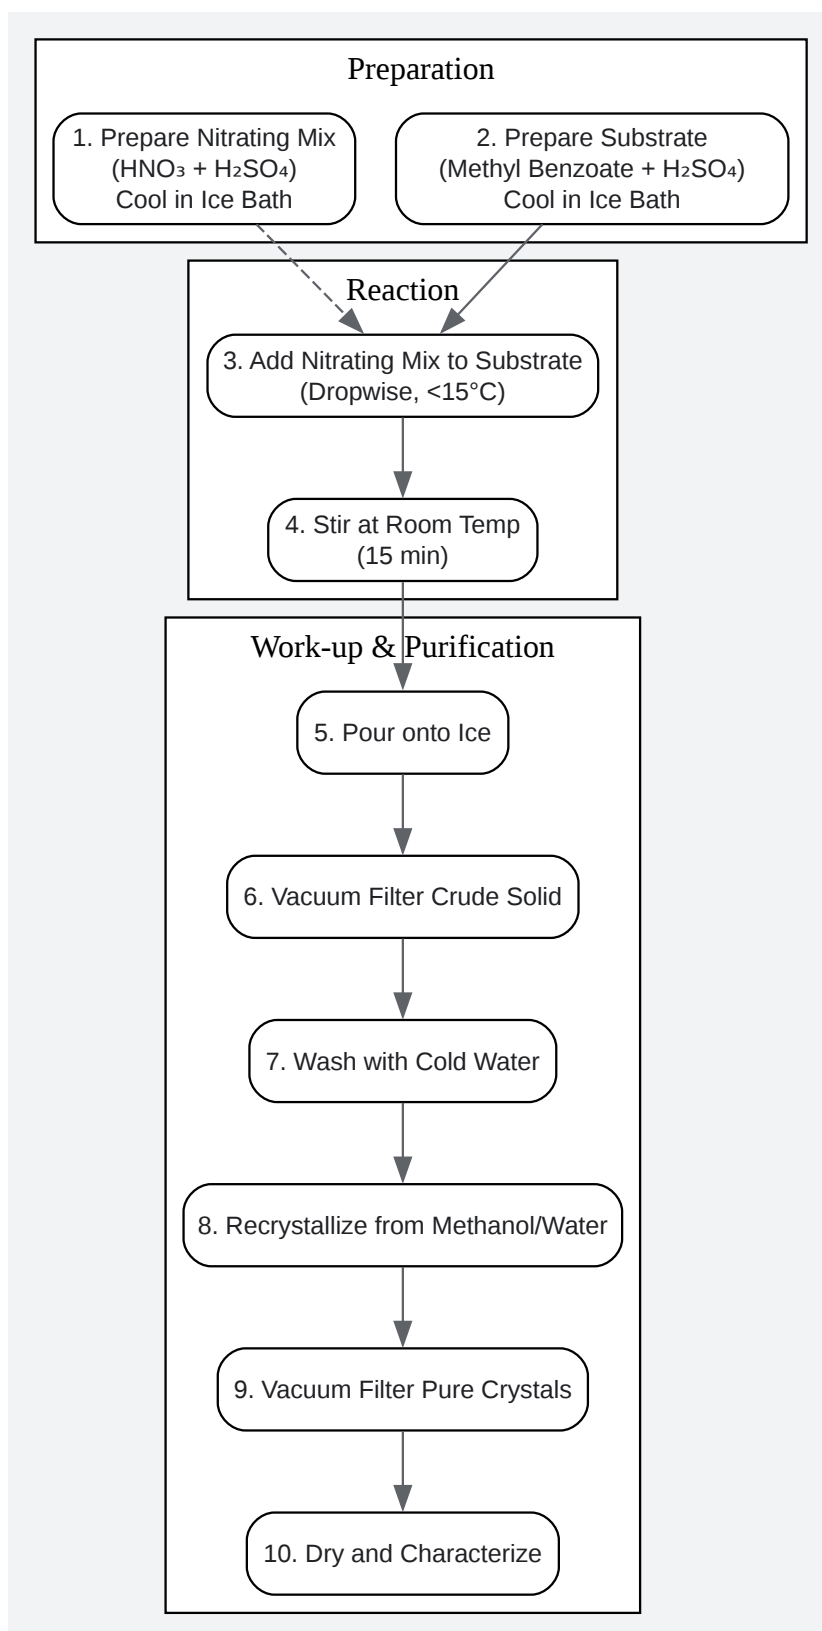 Preparation
1. Prepare Nitrating Mix
(HNO₃ + H₂SO₄)
Cool in Ice Bath
2. Prepare Substrate
(Methyl Benzoate + H₂SO₄)
Cool in Ice Bath
Reaction
3. Add Nitrating Mix to Substrate
(Dropwise, <15°C)
4. Stir at Room Temp
(15 min)
Work-up & Purification
5. Pour onto Ice
6. Vacuum Filter Crude Solid
7. Wash with Cold Water
8. Recrystallize from Methanol/Water
9. Vacuum Filter Pure Crystals
10. Dry and Characterize